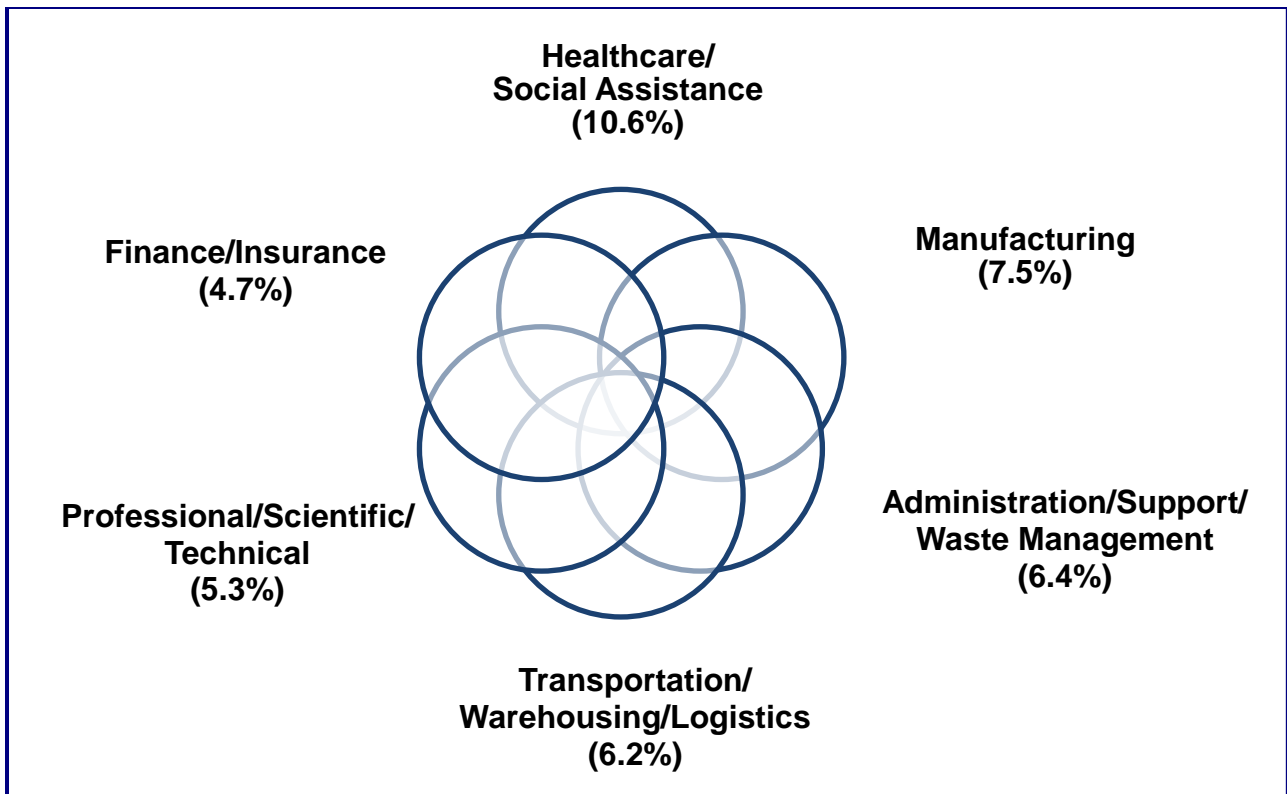 Healthcare/
Social Assistance
(10.6%)
Manufacturing
(7.5%)
Administration/Support/
Waste Management
(6.4%)
Transportation/
Warehousing/Logistics
(6.2%)
Professional/Scientific/
Technical
(5.3%)
Finance/Insurance
(4.7%)